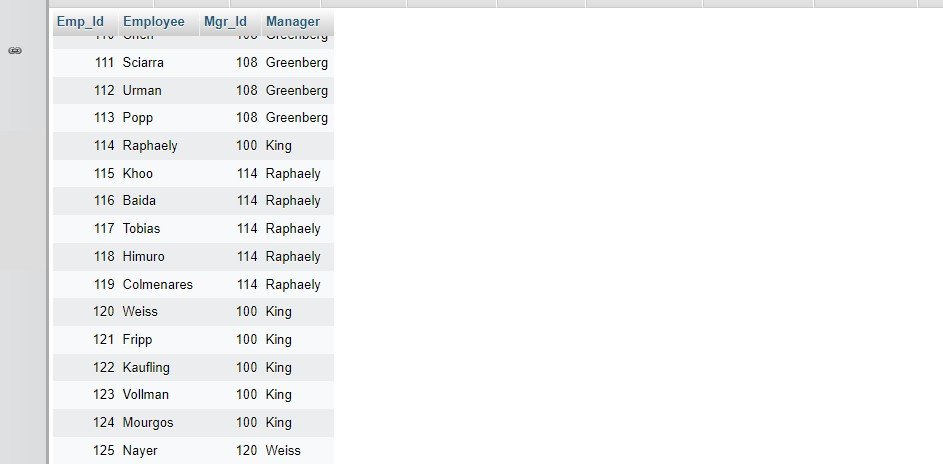 Emp_Id Employee Mgr_Id Manager
110 Chen 108 Greenberg
111 Sciarra 108 Greenberg
112 Urman 108 Greenberg
113 Popp 108 Greenberg
114 Raphaely 100 King
115 Khoo 114 Raphaely
116 Baida 114 Raphaely
117 Tobias 114 Raphaely
118 Himuro 114 Raphaely
119 Colmenares 114 Raphaely
120 Weiss 100 King
121 Fripp 100 King
122 Kaufling 100 King
123 Vollman 100 King
124 Mourgos 100 King
125 Nayer 120 Weiss